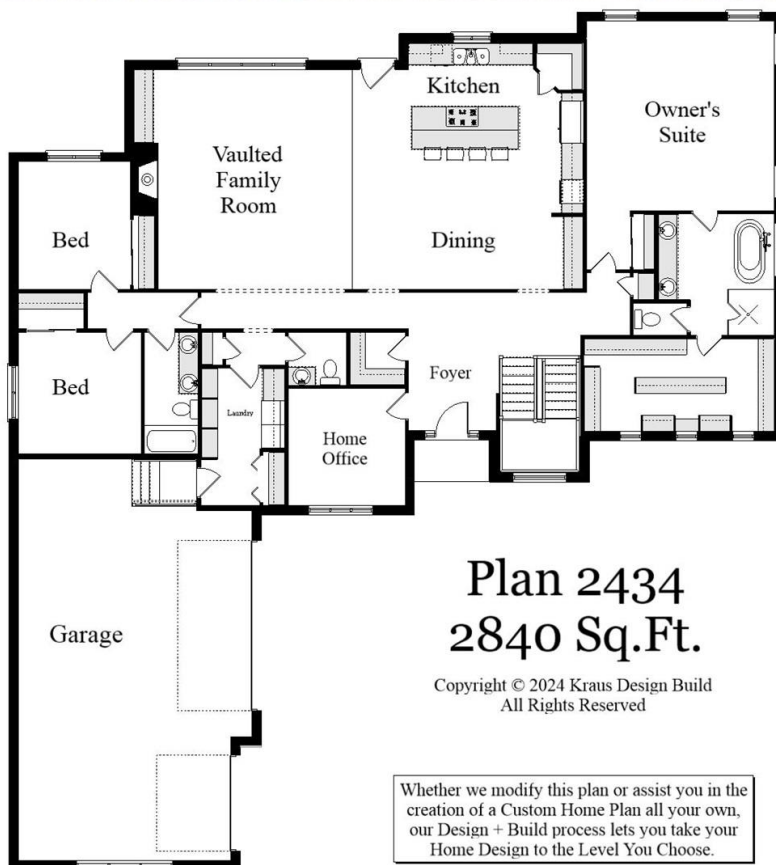 Kitchen
Owner's
Suite
Vaulted
Family
Room
Bed
Dining
Bed
Foyer
Laundry
Home
Office
Garage
Plan 2434
2840 Sq.Ft.
Copyright © 2024 Kraus Design Build
All Rights Reserved
Whether we modify this plan or assist you in the
creation of a Custom Home Plan all your own,
our Design + Build process lets you take your
Home Design to the Level You Choose.